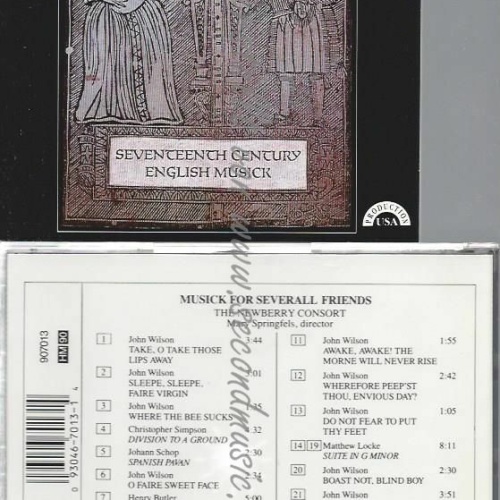 SEVENTEENTH CENTURY
ENGLISH MUSICK
PRODUCTION
USA
MUSICK FOR SEVERALL FRIENDS
THE NEWBERRY CONSORT
Mary Springfels, director
907013
HM 90
0 93046-7013-1 4
1 John Wilson 3:44
TAKE, O TAKE THOSE
LIPS AWAY
2 John Wilson :01
SLEEPE, SLEEPE,
FAIRE VIRGIN
3 John Wilson :35
WHERE THE BEE SUCKS
4 Christopher Simpson
DIVISION TO A GROUND
5 Johann Schop
SPANISH PAVAN
6 John Wilson :34
O FAIRE SWEET FACE
7 Henry Butler 7:00
11 John Wilson 1:55
AWAKE, AWAKE! THE
MORNE WILL NEVER RISE
12 John Wilson 2:42
WHEREFORE PEEP'ST
THOU, ENVIOUS DAY?
13 John Wilson 1:05
DO NOT FEAR TO PUT
THY FEET
14 19 Matthew Locke 8:11
SUITE IN G MINOR
20 John Wilson 2:30
BOAST NOT, BLIND BOY
21 John Wilson 3:51
www.recordmusic.